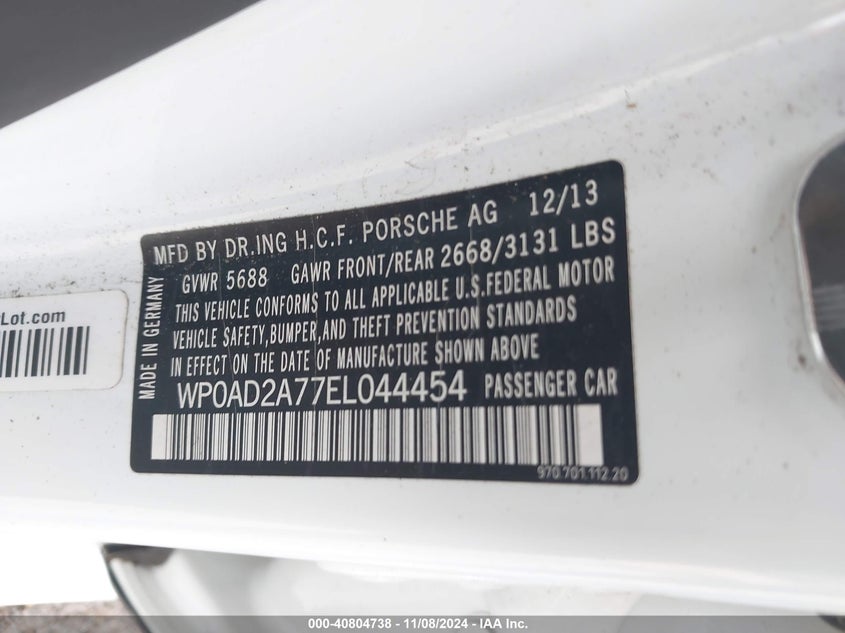 MFD BY DR.ING H.C.F. PORSCHE AG 12/13
GVWR 5688 GAWR FRONT/REAR 2668/3131 LBS
THIS VEHICLE CONFORMS TO ALL APPLICABLE U.S.FEDERAL MOTOR
VEHICLE SAFETY,BUMPER,AND THEFT PREVENTION STANDARDS
IN EFFECT ON THE DATE OF MANUFACTURE SHOWN ABOVE
WP0AD2A77EL044454 PASSENGER CAR
970.701.112.20
MADE IN GERMANY
Lot.com
000-40804738 - 11/08/2024 - IAA Inc.